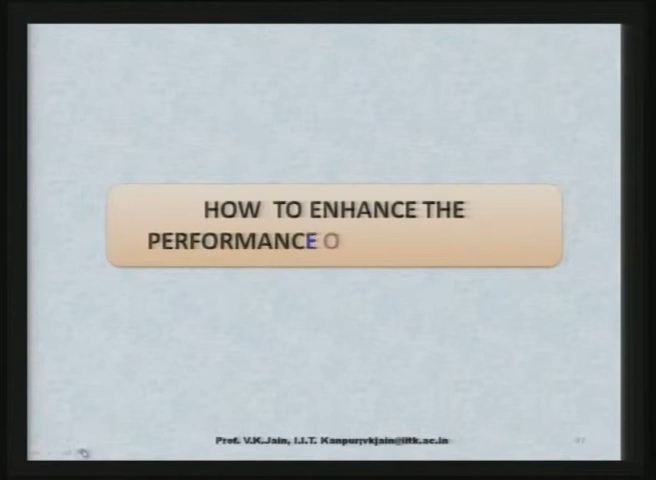 HOW TO ENHANCE THE
PERFORMANCE O
Prof. V.K.Jain, I.I.T. Kanpur;vkjain@iitk.ac.in